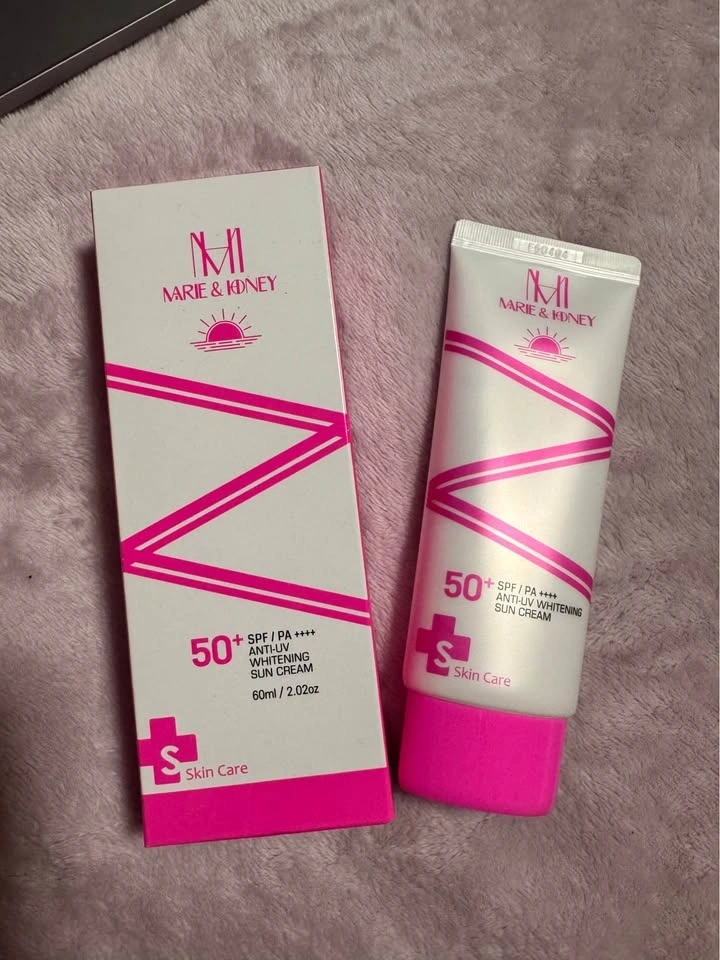 MARIE & HONEY
50+ SPF / PA ++++
ANTI-UV
WHITENING
SUN CREAM
60ml / 2.02oz
S Skin Care
MARIE & HONEY
50+ SPF / PA ++++
ANTI-UV WHITENING
SUN CREAM
S Skin Care